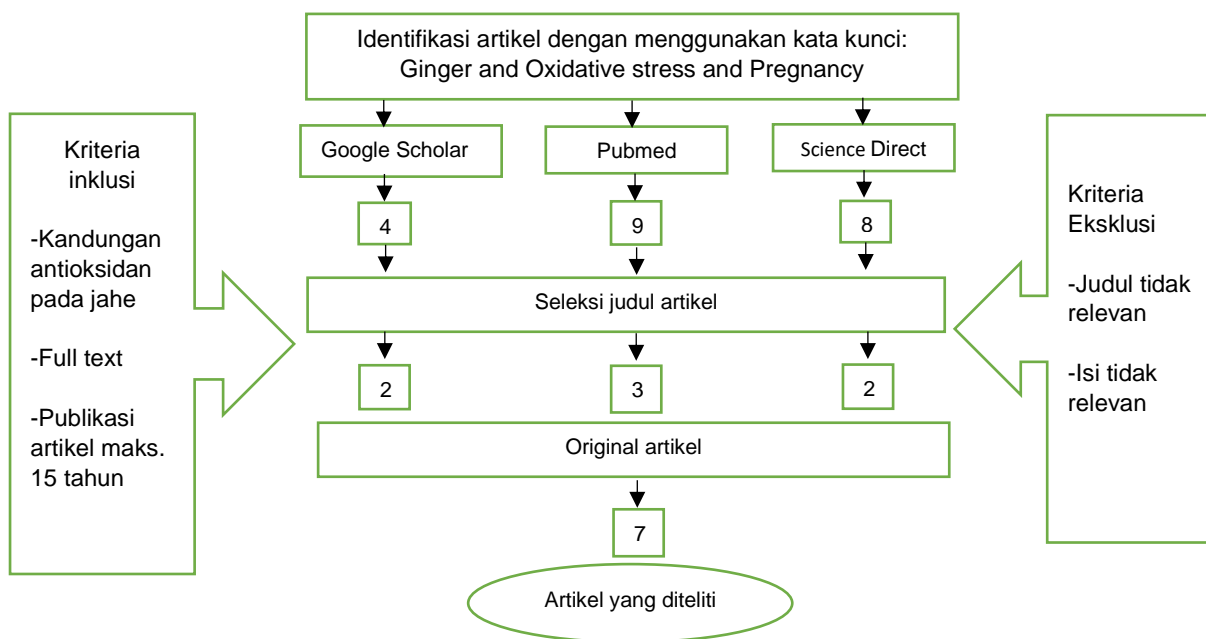 Identifikasi artikel dengan menggunakan kata kunci:
Ginger and Oxidative stress and Pregnancy
Kriteria
inklusi
-Kandungan
antioksidan
pada jahe
-Full text
-Publikasi
artikel maks.
15 tahun
Google Scholar
Pubmed
Science Direct
4
9
8
Seleksi judul artikel
2
3
2
Original artikel
7
Artikel yang diteliti
Kriteria
Eksklusi
-Judul tidak
relevan
-Isi tidak
relevan